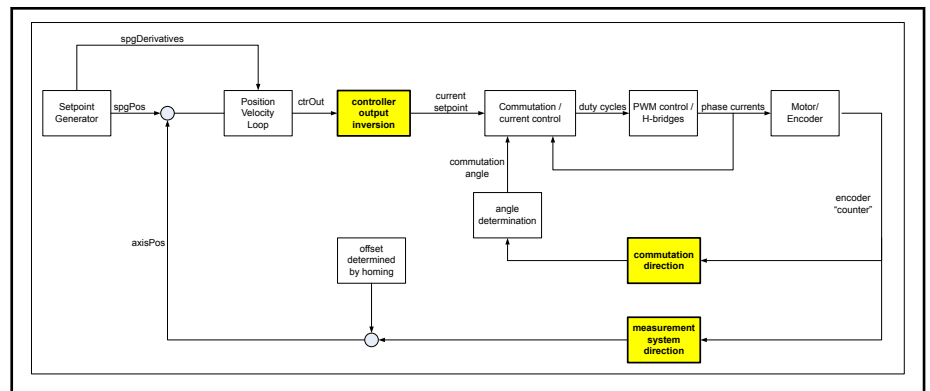 spgDerivatives
Setpoint
Generator
spgPos
Position
Velocity
Loop
ctrOut
controller
output
inversion
current
setpoint
Commutation /
current control
duty cycles
PWM control /
H-bridges
phase currents
Motor/
Encoder
commutation
angle
angle
determination
encoder
“counter”
axisPos
offset
determined
by homing
commutation
direction
measurement
system
direction